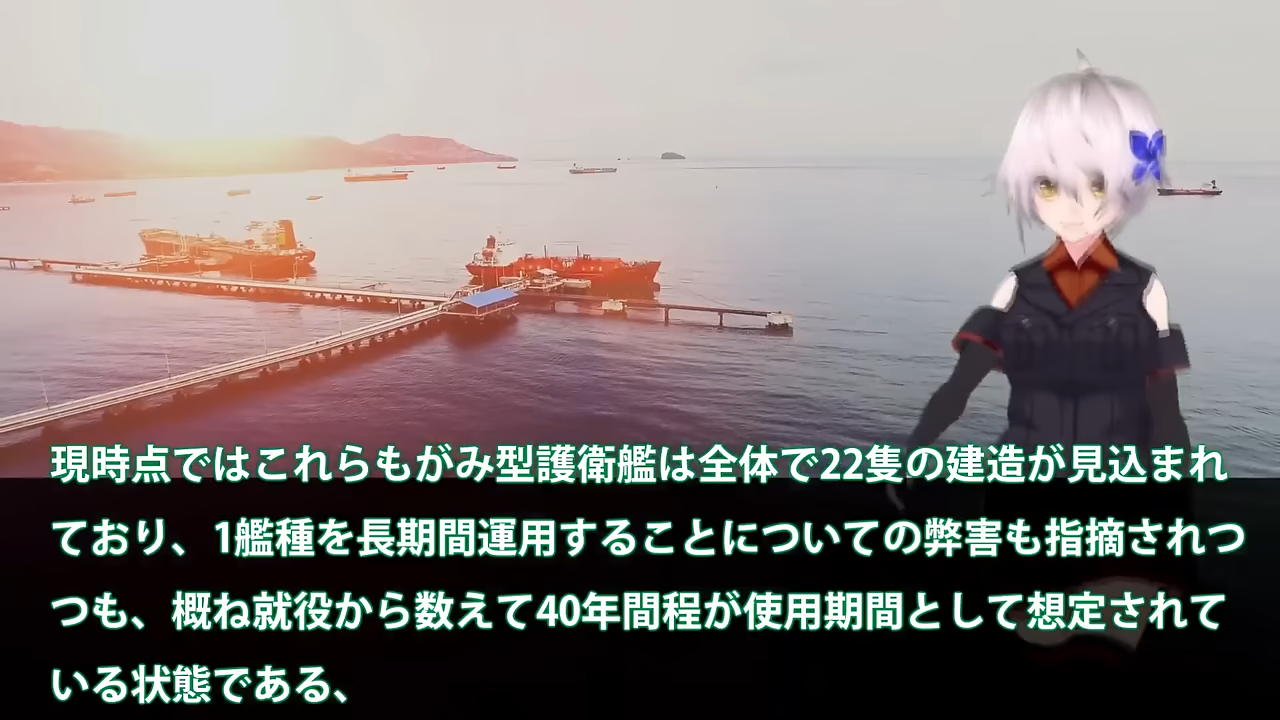 現時点ではこれらもがみ型護衛艦は全体で22隻の建造が見込まれ
ており、1艦種を長期間運用することについての弊害も指摘されつ
つも、概ね就役から数えて40年間程が使用期間として想定されて
いる状態である、